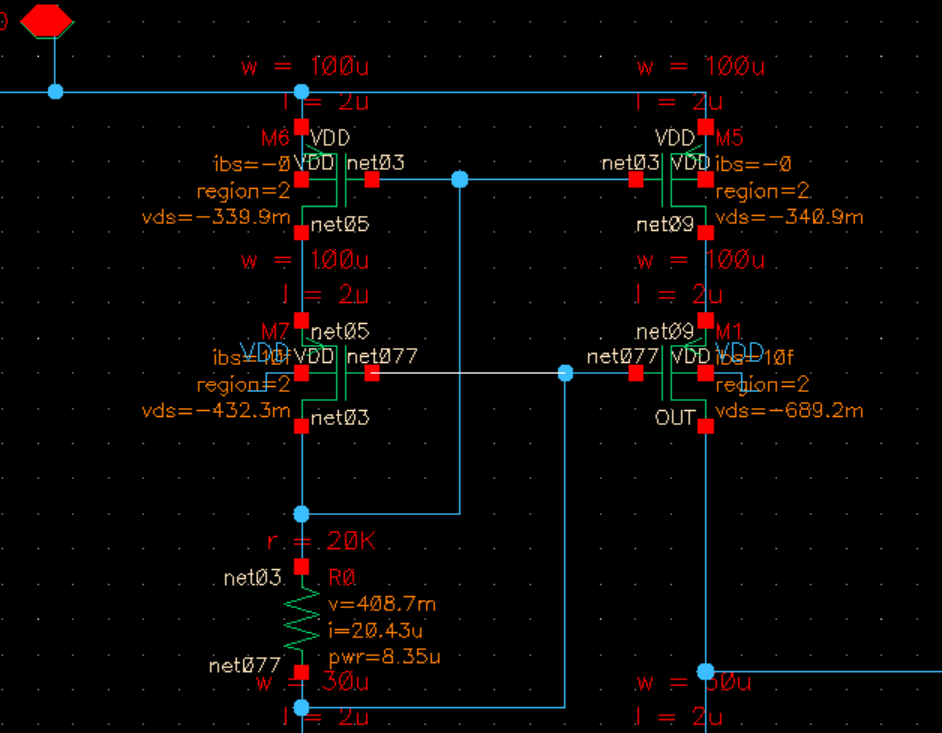 w = 100u w = 100u
l = 2u l = 2u
M6 VDD VDD M5
ibs=-0 VDD net03 net03 VDD ibs=-0
region=2 region=2
vds=-339.9m net05 net09 vds=-340.9m
w = 100u w = 100u
l = 2u l = 2u
M7 net05 net09 M1
VDD VDD
ibs=10f VDD net077 net077 VDD ibs=10f
region=2 region=2
vds=-432.3m net03 OUT vds=-689.2m
r = 20K
net03 R0
v=408.7m
i=20.43u
net077 pwr=8.35u
w = 30u w = 60u
l = 2u l = 2u